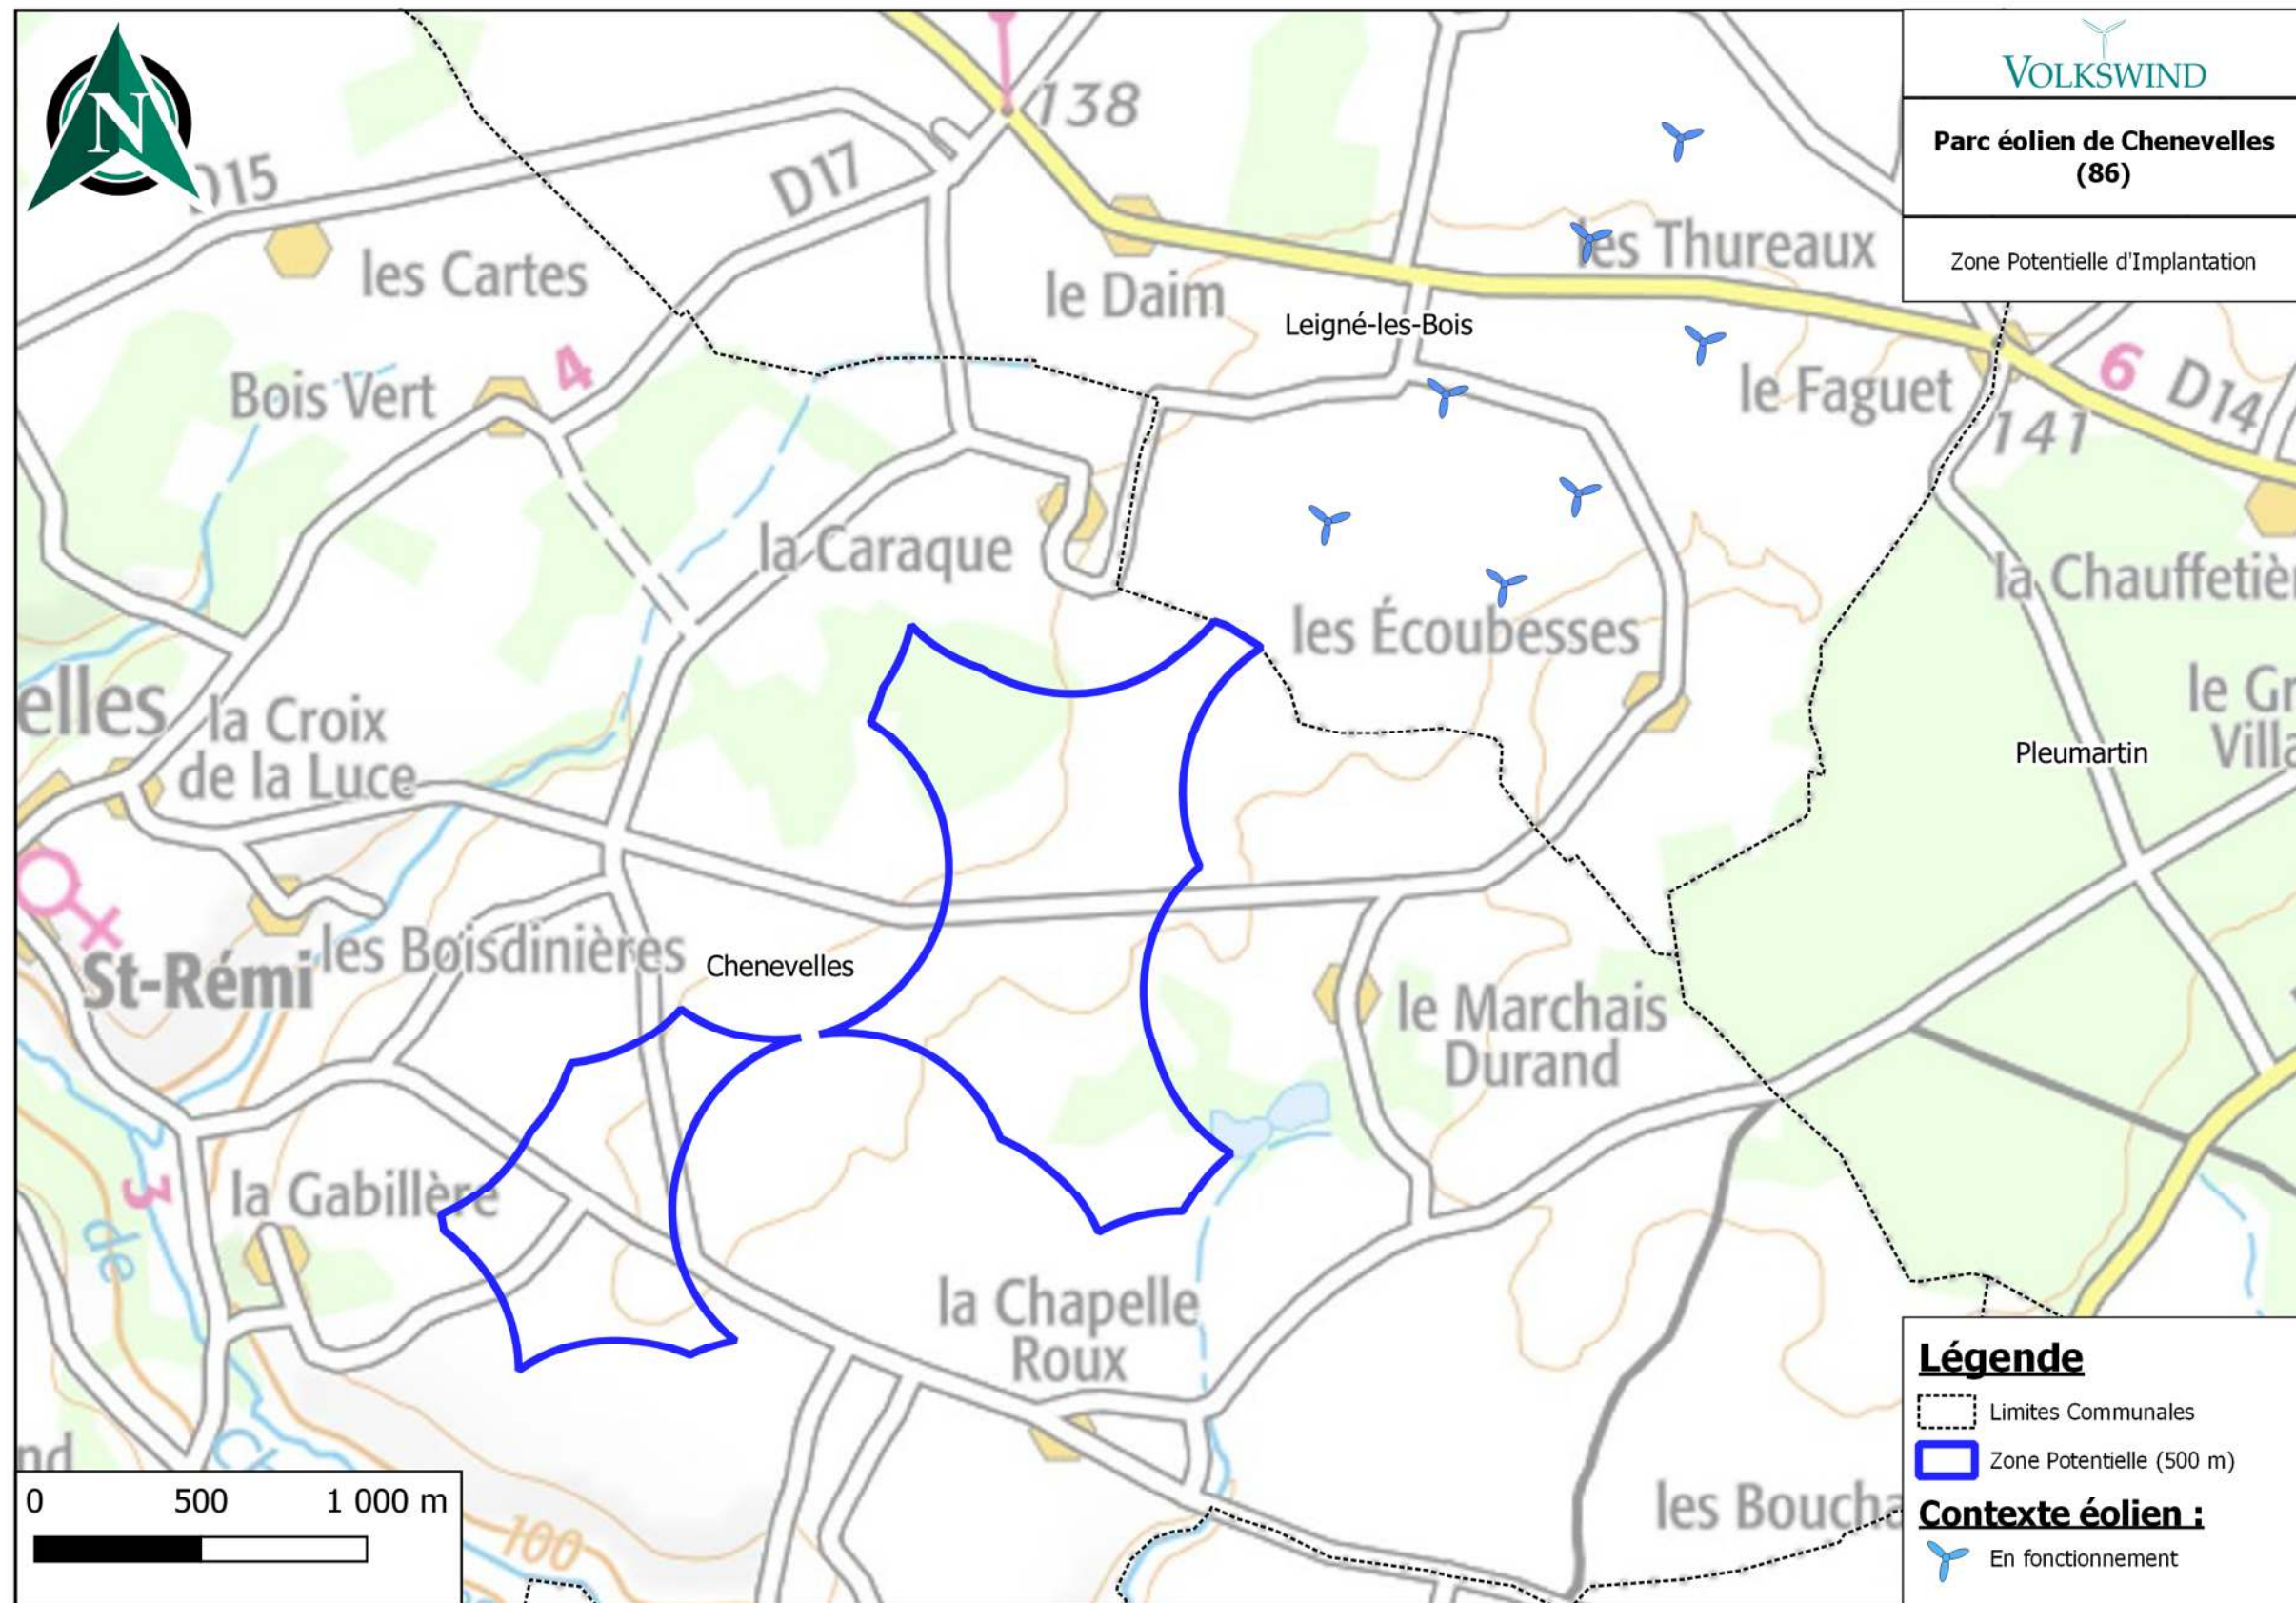 N
VOLKSWIND
Parc éolien de Chenevelles
(86)
Zone Potentielle d'Implantation
138
D15
D17
les Cartes
le Daim
les Thureaux
Leigné-les-Bois
Bois Vert
4
le Faguet
6
D14
141
la Caraque
la Chauffetièr
les Écoubesses
elles
la Croix
de la Luce
le Gr
Villa
Pleumartin
St-Rémi
les Boisdinières
Chenevelles
le Marchais
Durand
la Gabillère
3
de
la Chapelle
Roux
nd
Ch
100
les Boucha
0 500 1 000 m
Légende
Limites Communales
Zone Potentielle (500 m)
Contexte éolien :
En fonctionnement